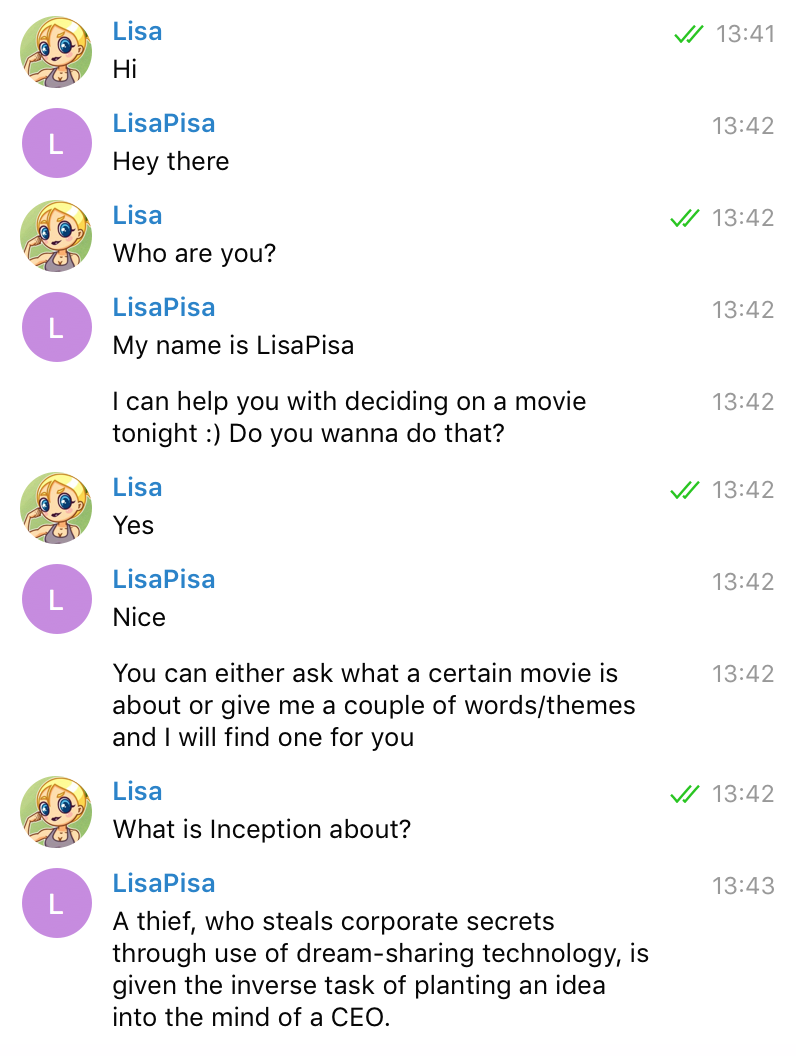 Lisa 13:41
Hi
L
LisaPisa 13:42
Hey there
Lisa 13:42
Who are you?
L
LisaPisa 13:42
My name is LisaPisa
I can help you with deciding on a movie 13:42
tonight :) Do you wanna do that?
Lisa 13:42
Yes
L
LisaPisa 13:42
Nice
You can either ask what a certain movie is 13:42
about or give me a couple of words/themes
and I will find one for you
Lisa 13:42
What is Inception about?
L
LisaPisa 13:43
A thief, who steals corporate secrets
through use of dream-sharing technology, is
given the inverse task of planting an idea
into the mind of a CEO.